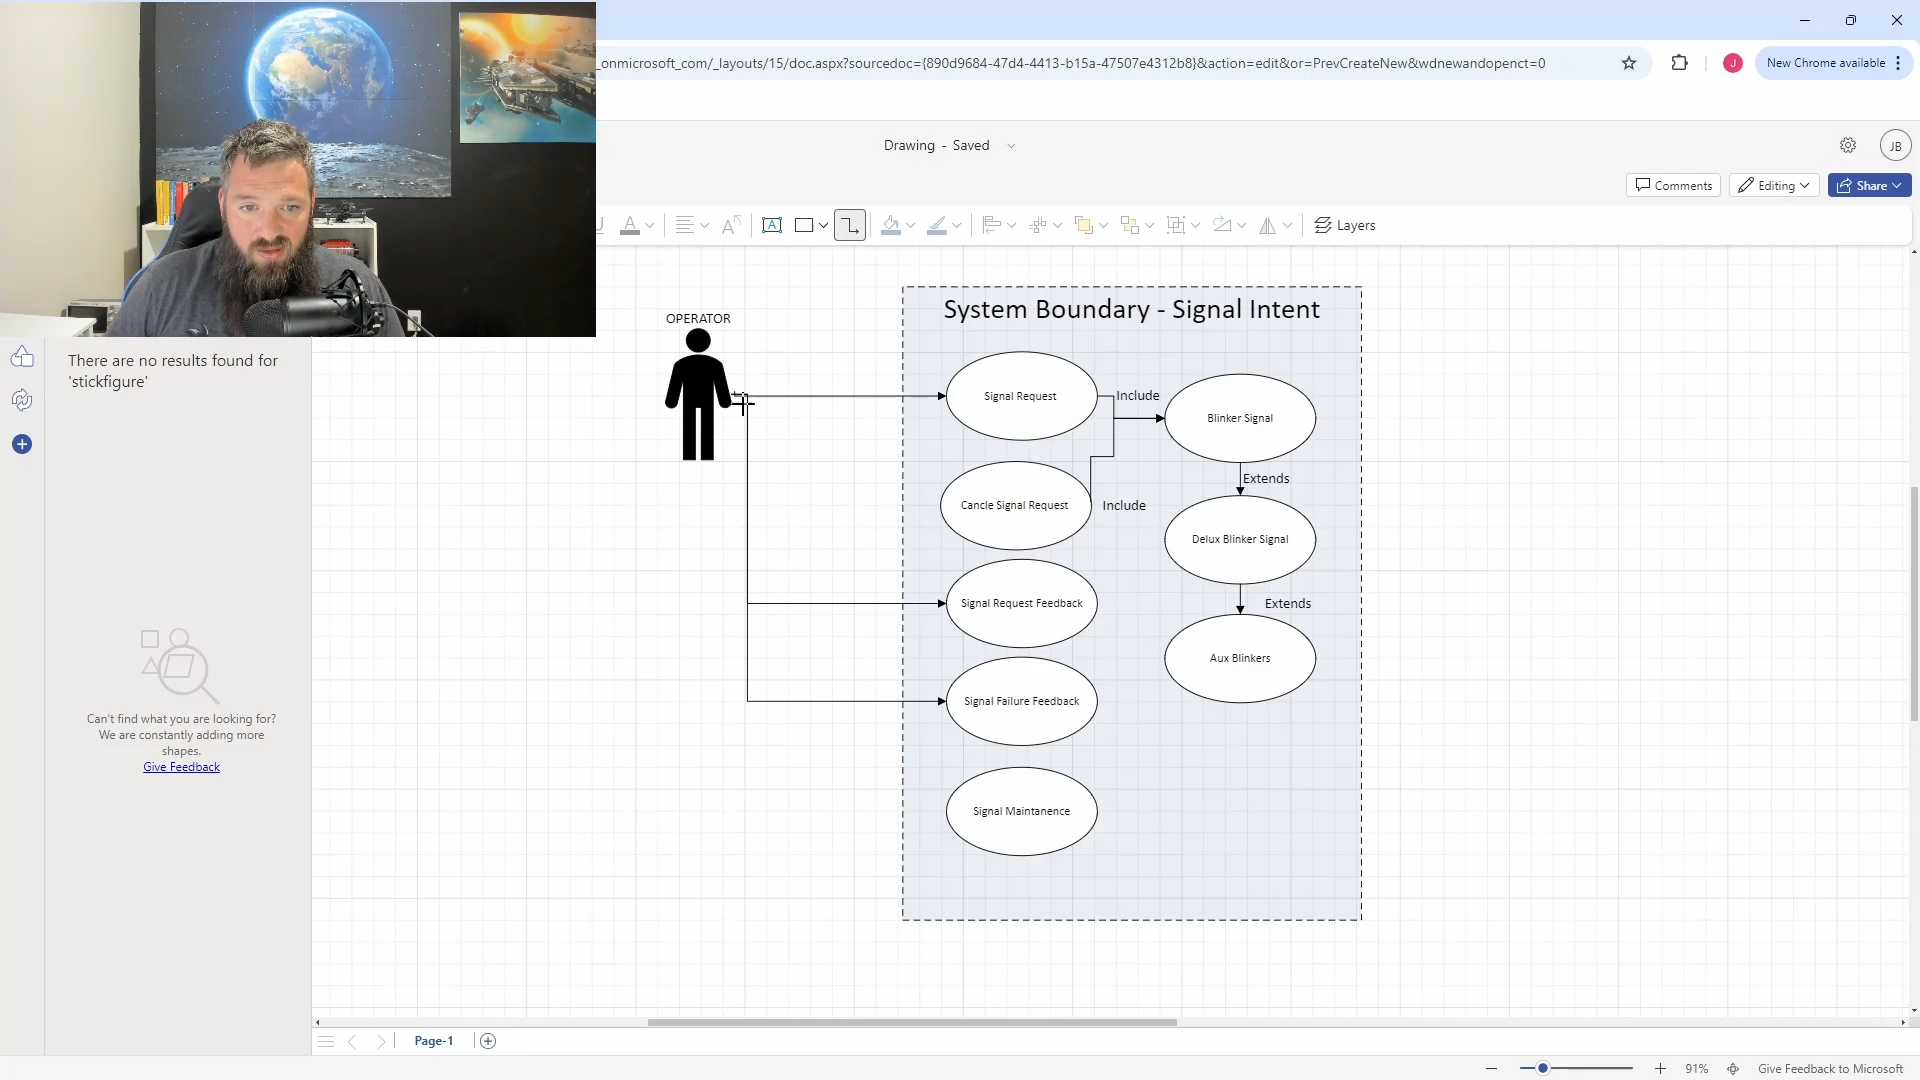 _onmicrosoft_com/_layouts/15/doc.aspx?sourcedoc={890d9684-47d4-4413-b15a-47507e4312b8}&action=edit&or=PrevCreateNew&wdnewandopenct=0
J
New Chrome available
Drawing - Saved
JB
Comments
Editing
Share
Layers
There are no results found for
'stickfigure'
Can't find what you are looking for?
We are constantly adding more
shapes.
Give Feedback
OPERATOR
System Boundary - Signal Intent
Signal Request
Include
Blinker Signal
Extends
Cancle Signal Request
Include
Delux Blinker Signal
Signal Request Feedback
Extends
Aux Blinkers
Signal Failure Feedback
Signal Maintanence
Page-1
91%
Give Feedback to Microsoft